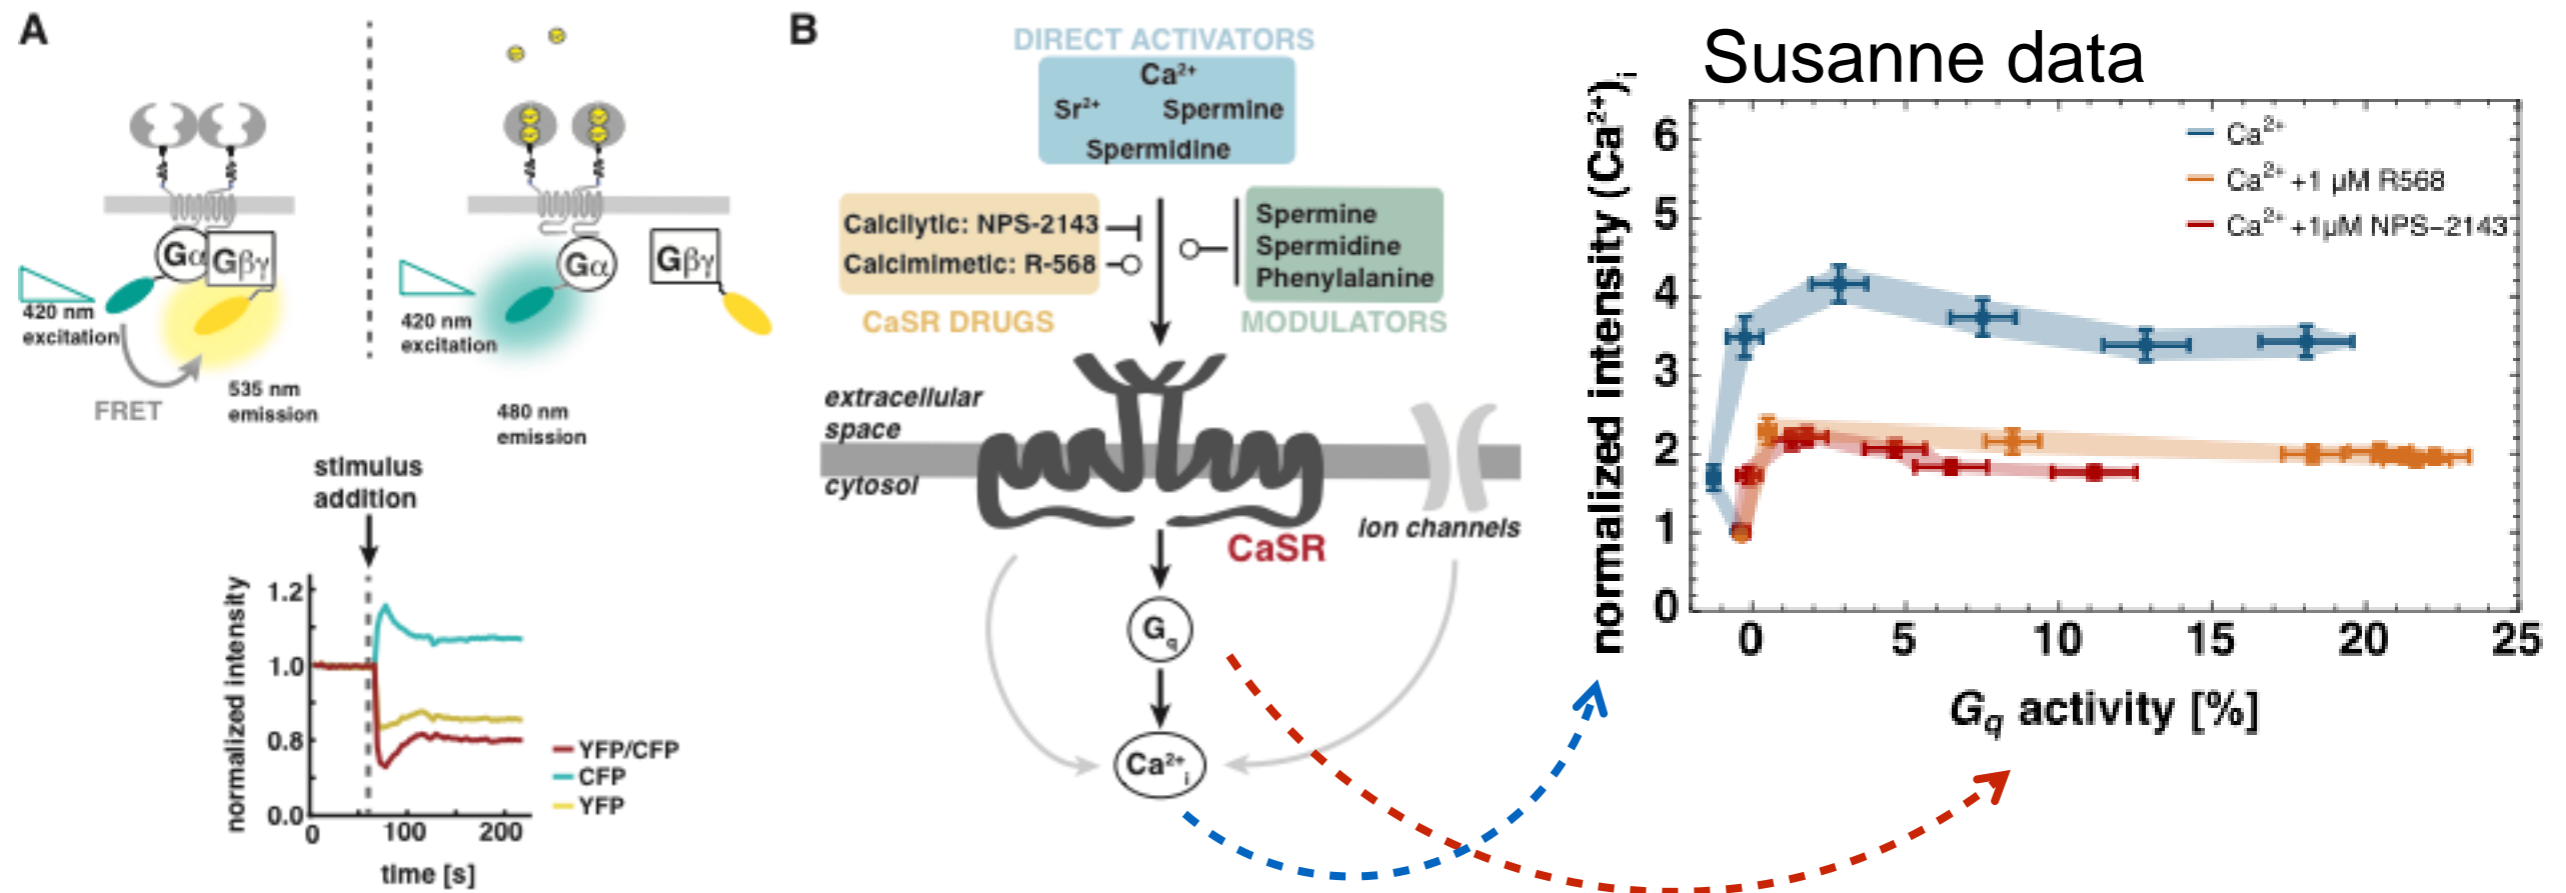 A
Gα
Gβγ
420 nm
excitation
FRET
535 nm
emission
Gα
Gβγ
420 nm
excitation
480 nm
emission
stimulus
addition
normalized intensity
1.2
1.0
0.8
0.0
0
100
200
time [s]
YFP/CFP
CFP
YFP
B
DIRECT ACTIVATORS
Ca²⁺
Sr²⁺ Spermine
Spermidine
Calcilytic: NPS-2143
Calcimimetic: R-568
CaSR DRUGS
Spermine
Spermidine
Phenylalanine
MODULATORS
extracellular
space
cytosol
CaSR
Ion channels
Gq
Ca²⁺i
Susanne data
normalized intensity (Ca²⁺)i
6
5
4
3
2
1
0
Ca²⁺
Ca²⁺ +1 µM R568
Ca²⁺ +1µM NPS-2143
0
5
10
15
20
25
Gq activity [%]